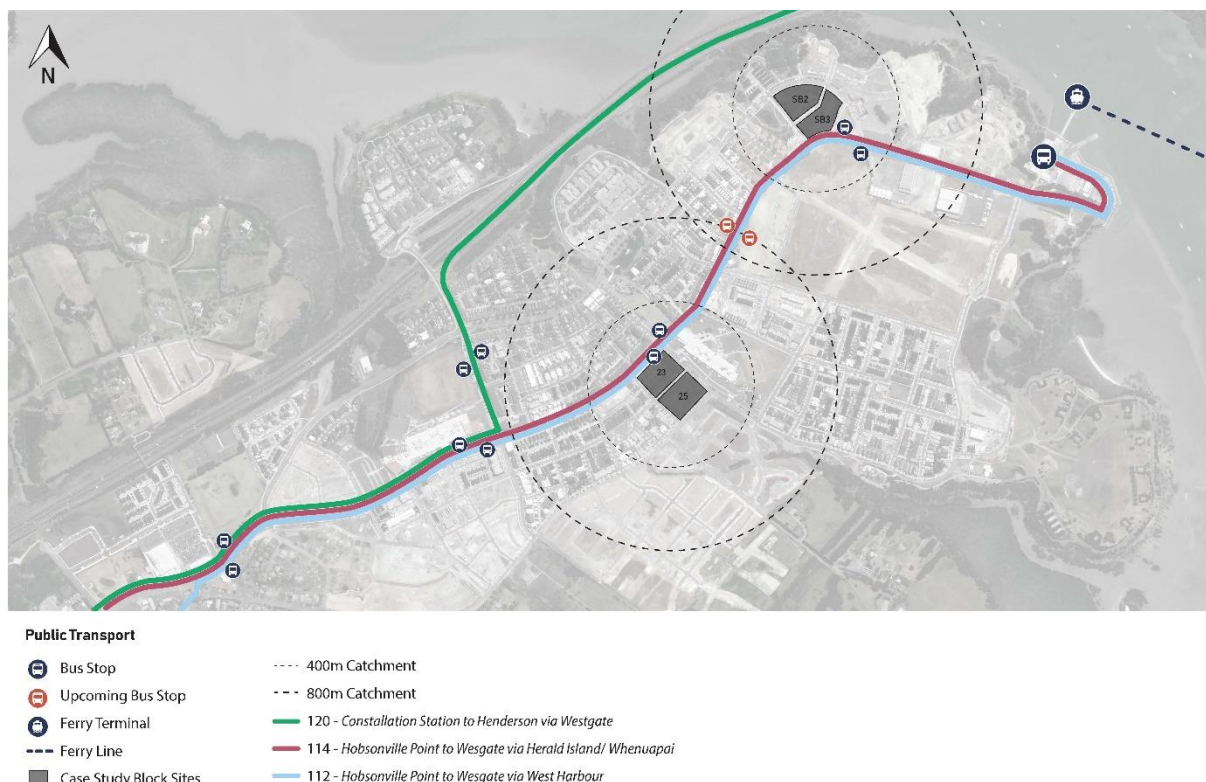 N
SB2
SB3
23
25
Public Transport
Bus Stop
Upcoming Bus Stop
Ferry Terminal
Ferry Line
Case Study Block Sites
400m Catchment
800m Catchment
120 - Constallation Station to Henderson via Westgate
114 - Hobsonville Point to Wesgate via Herald Island/ Whenuapai
112 - Hobsonville Point to Wesgate via West Harbour